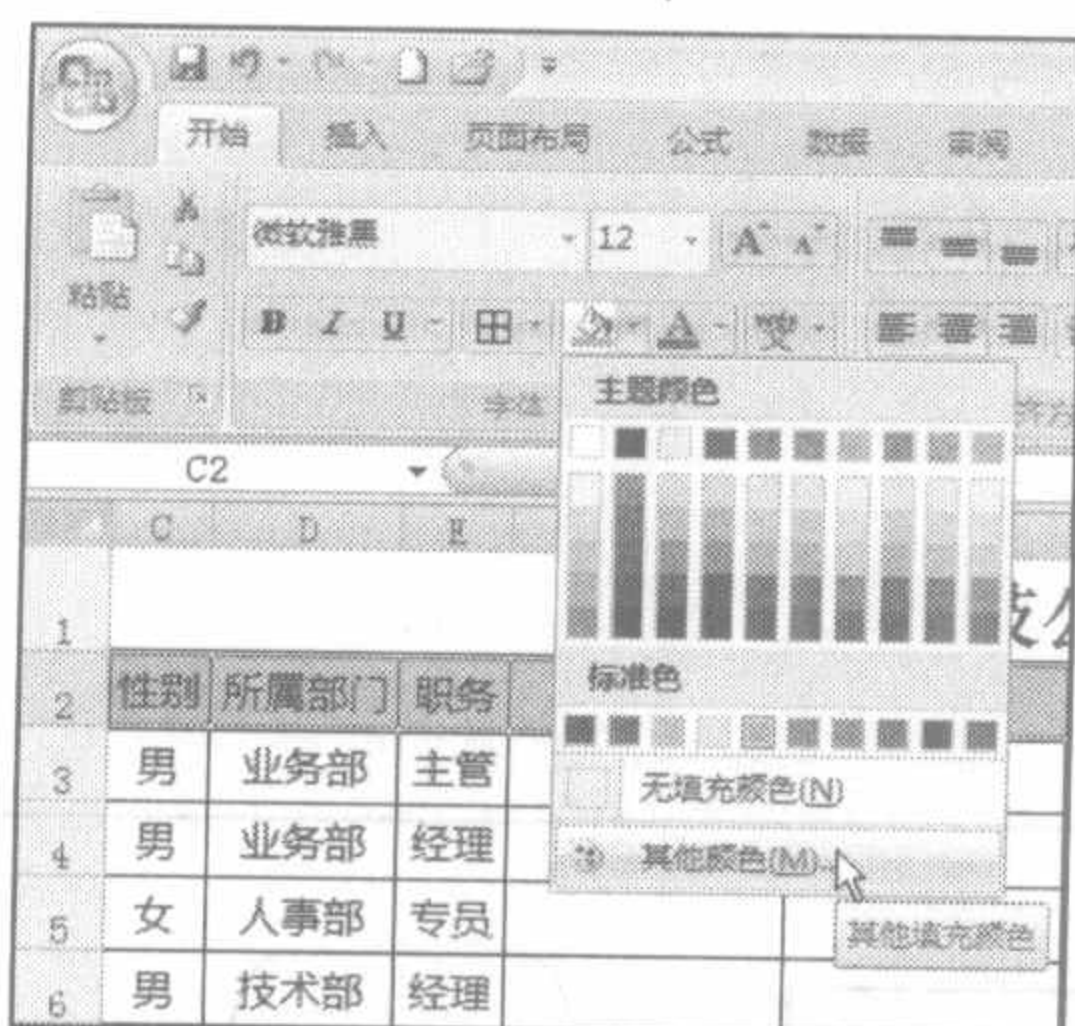 开始 插入 页面布局 公式 数据 审阅
微软雅黑 12 A A
粘贴
B I U A 变
剪贴板 字体 齐方
主题颜色
C2
C D E
1
标准色
2 性别 所属部门 职务
3 男 业务部 主管
无填充颜色(N)
4 男 业务部 经理
其他颜色(M)
5 女 人事部 专员
其他填充颜色
6 男 技术部 经理